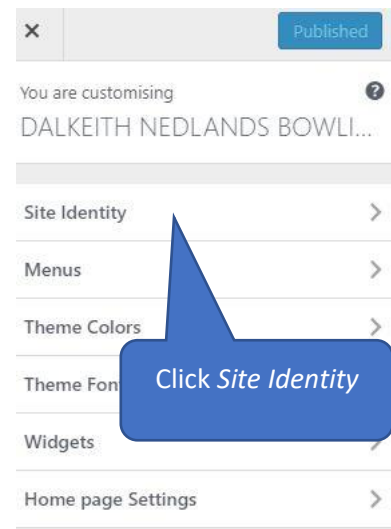 ×
Published
You are customising
DALKEITH NEDLANDS BOWLI...
Site Identity
Menus
Theme Colors
Click Site Identity
Theme Fon
Widgets
Home page Settings